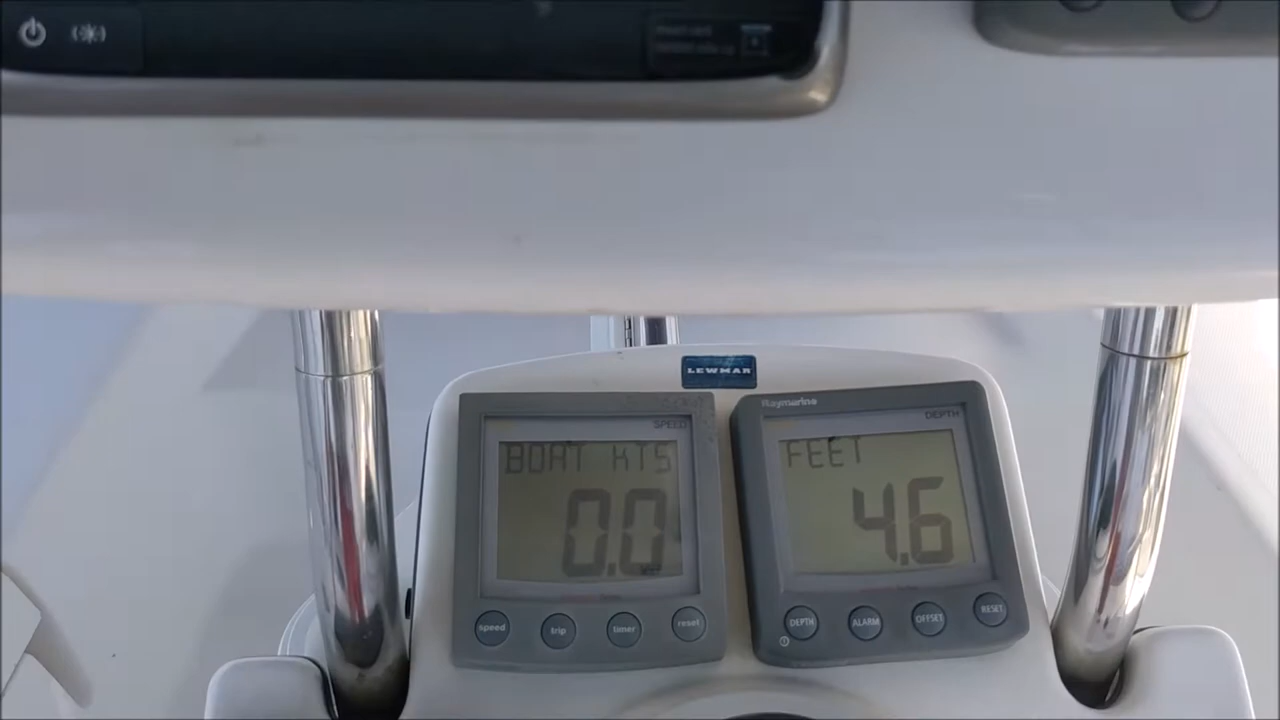 LEWMAR
SPEED
BOAT KTS
0.0
speed
trip
timer
reset
Raymarine
DEPTH
FEET
4.6
DEPTH
ALARM
OFFSET
RESET